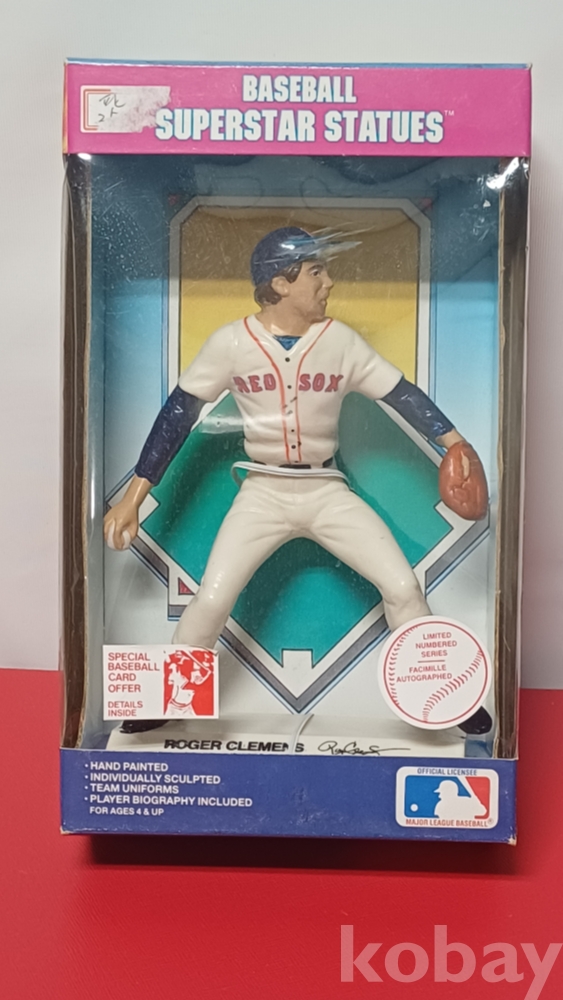 BASEBALL
SUPERSTAR STATUES™
RED SOX
SPECIAL
BASEBALL
CARD
OFFER
DETAILS
INSIDE
LIMITED
NUMBERED
SERIES
FACIMILLE
AUTOGRAPHED
ROGER CLEMENS
• HAND PAINTED
• INDIVIDUALLY SCULPTED
• TEAM UNIFORMS
• PLAYER BIOGRAPHY INCLUDED
FOR AGES 4 & UP
OFFICIAL LICENSEE
MAJOR LEAGUE BASEBALL®
kobay